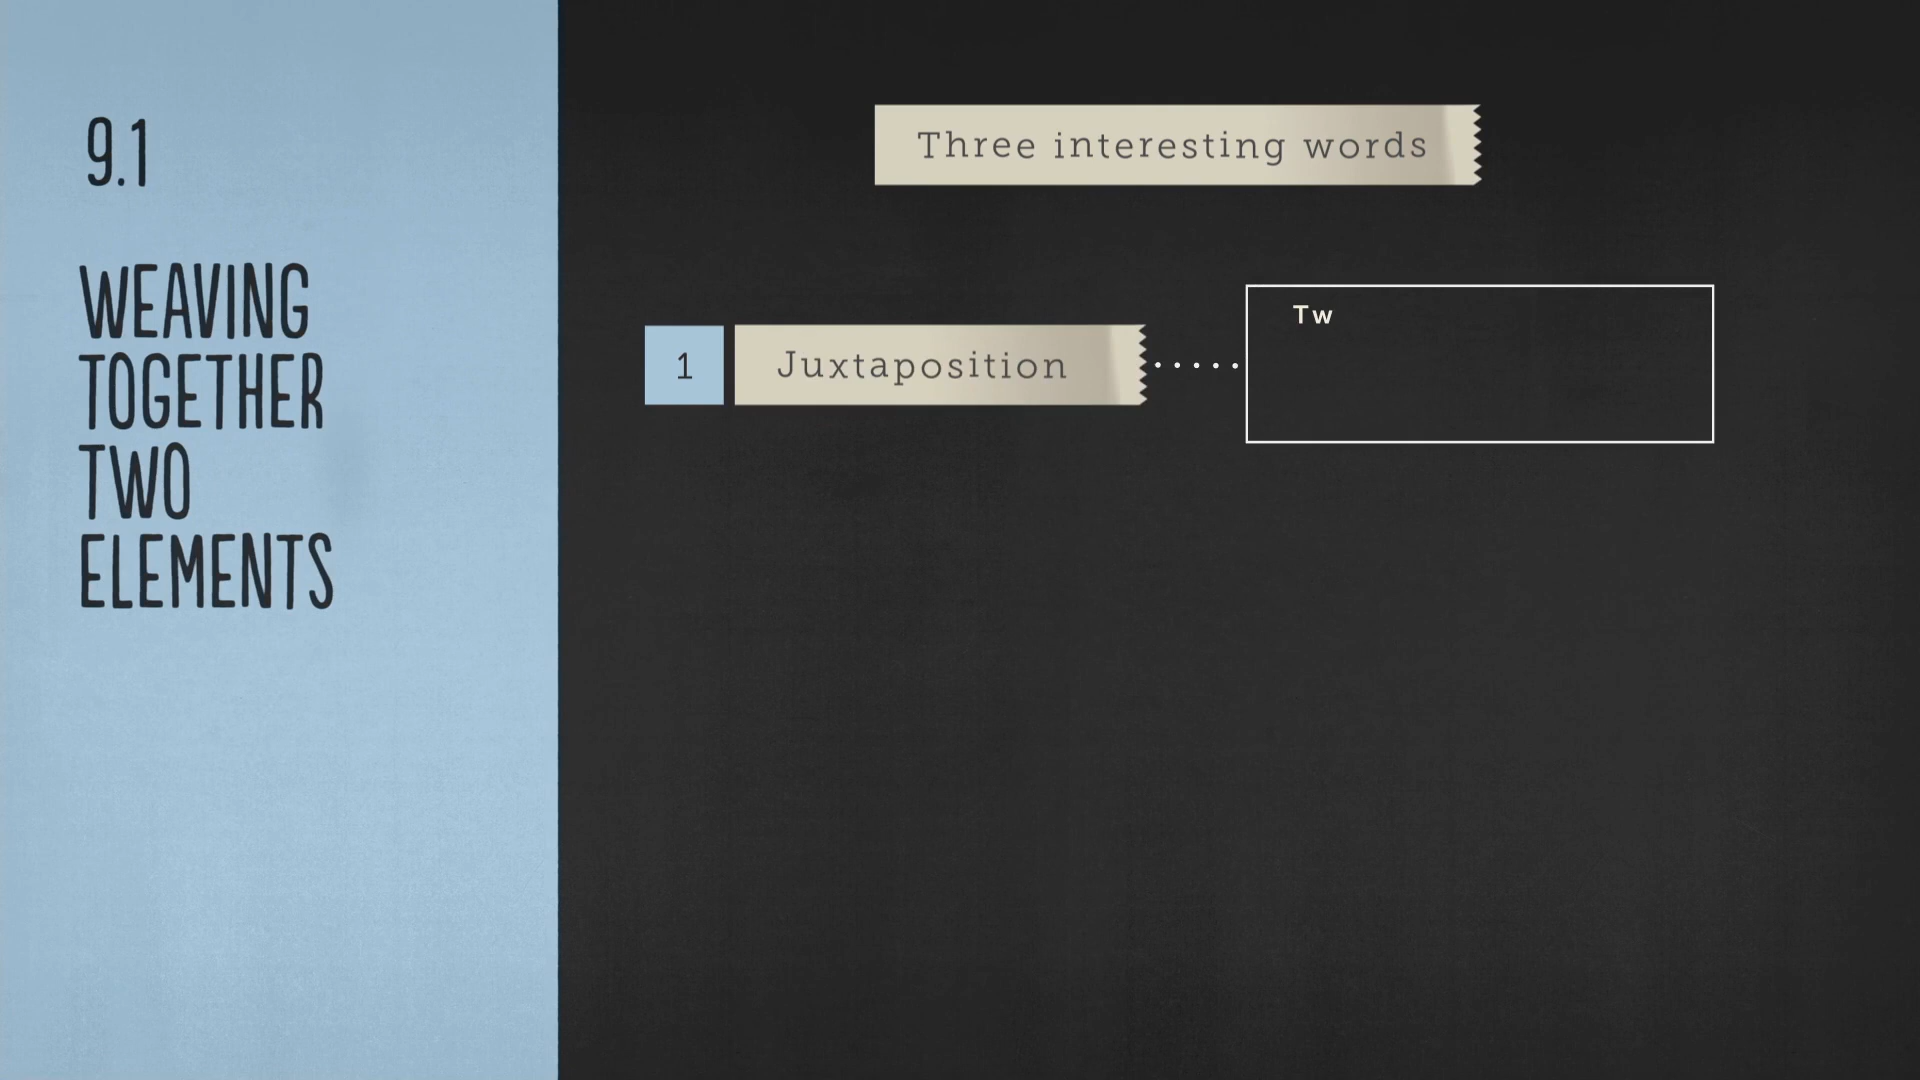 9.1
WEAVING
TOGETHER
TWO
ELEMENTS
Three interesting words
1
Juxtaposition
Tw